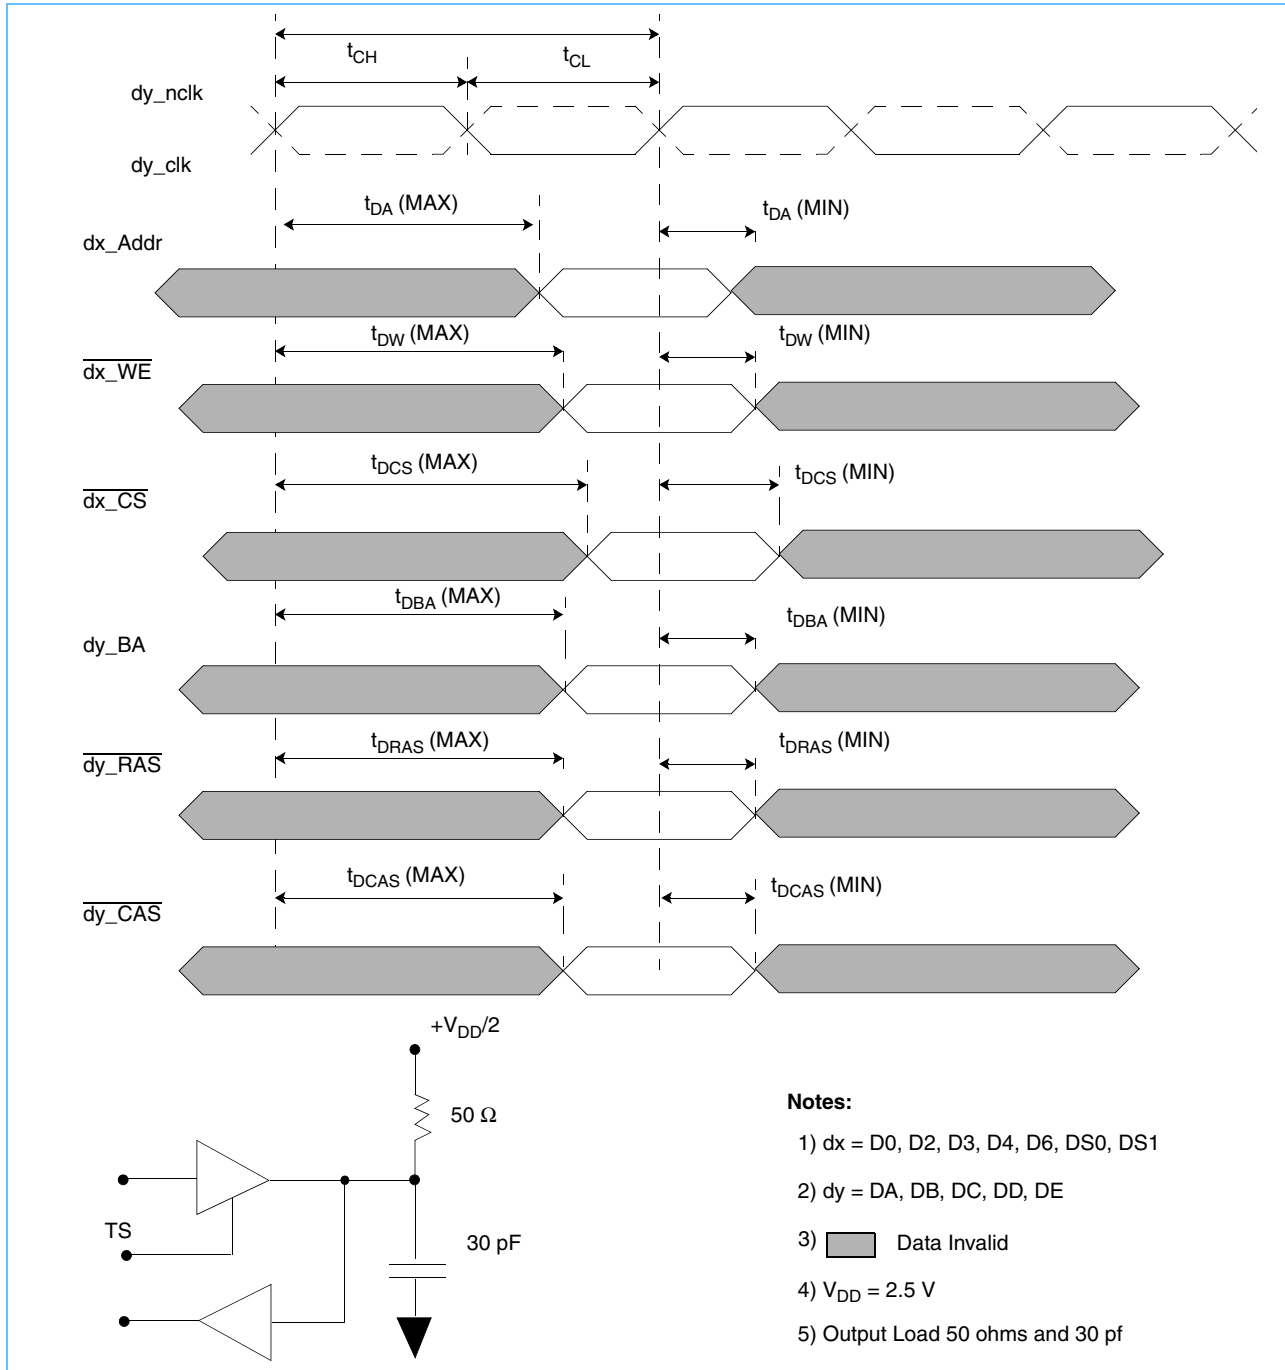 tCH
tCL
dy_nclk
dy_clk
tDA (MAX)
tDA (MIN)
dx_Addr
tDW (MAX)
tDW (MIN)
dx_WE
tDCS (MAX)
tDCS (MIN)
dx_CS
tDBA (MAX)
tDBA (MIN)
dy_BA
tDRAS (MAX)
tDRAS (MIN)
dy_RAS
tDCAS (MAX)
tDCAS (MIN)
dy_CAS
+VDD/2
50 Ω
TS
30 pF
Notes:
1) dx = D0, D2, D3, D4, D6, DS0, DS1
2) dy = DA, DB, DC, DD, DE
3) Data Invalid
4) VDD = 2.5 V
5) Output Load 50 ohms and 30 pf